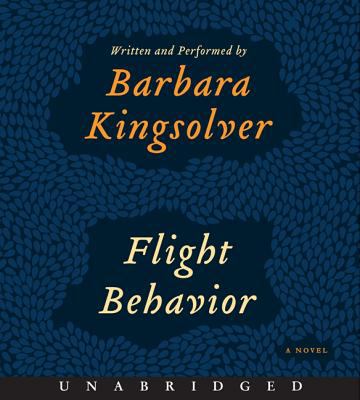 Written and Performed by
Barbara
Kingsolver
Flight
Behavior
A NOVEL
UNABRIDGED